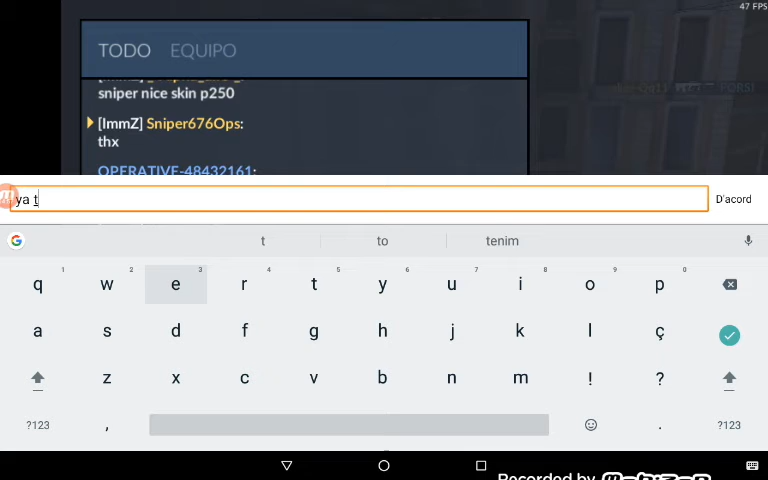 47 FPS
TODO EQUIPO
sniper nice skin p250
[ImmZ] Sniper676Ops:
thx
OPERATIVE-48432161:
ya t
D'acord
t to tenim
1 2 3 4 5 6 7 8 9 0
q w e r t y u i o p
a s d f g h j k l ç
z x c v b n m ! ?
?123 , . ?123
Recorded by